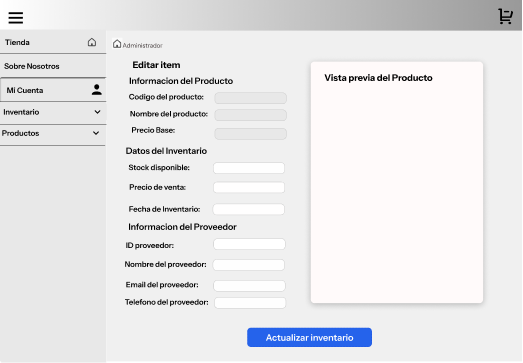 Tienda
Sobre Nosotros
Mi Cuenta
Inventario
Productos
Administrador
Editar item
Informacion del Producto
Codigo del producto:
Nombre del producto:
Precio Base:
Datos del Inventario
Stock disponible:
Precio de venta:
Fecha de Inventario:
Informacion del Proveedor
ID proveedor:
Nombre del proveedor:
Email del proveedor:
Telefono del proveedor:
Vista previa del Producto
Actualizar inventario